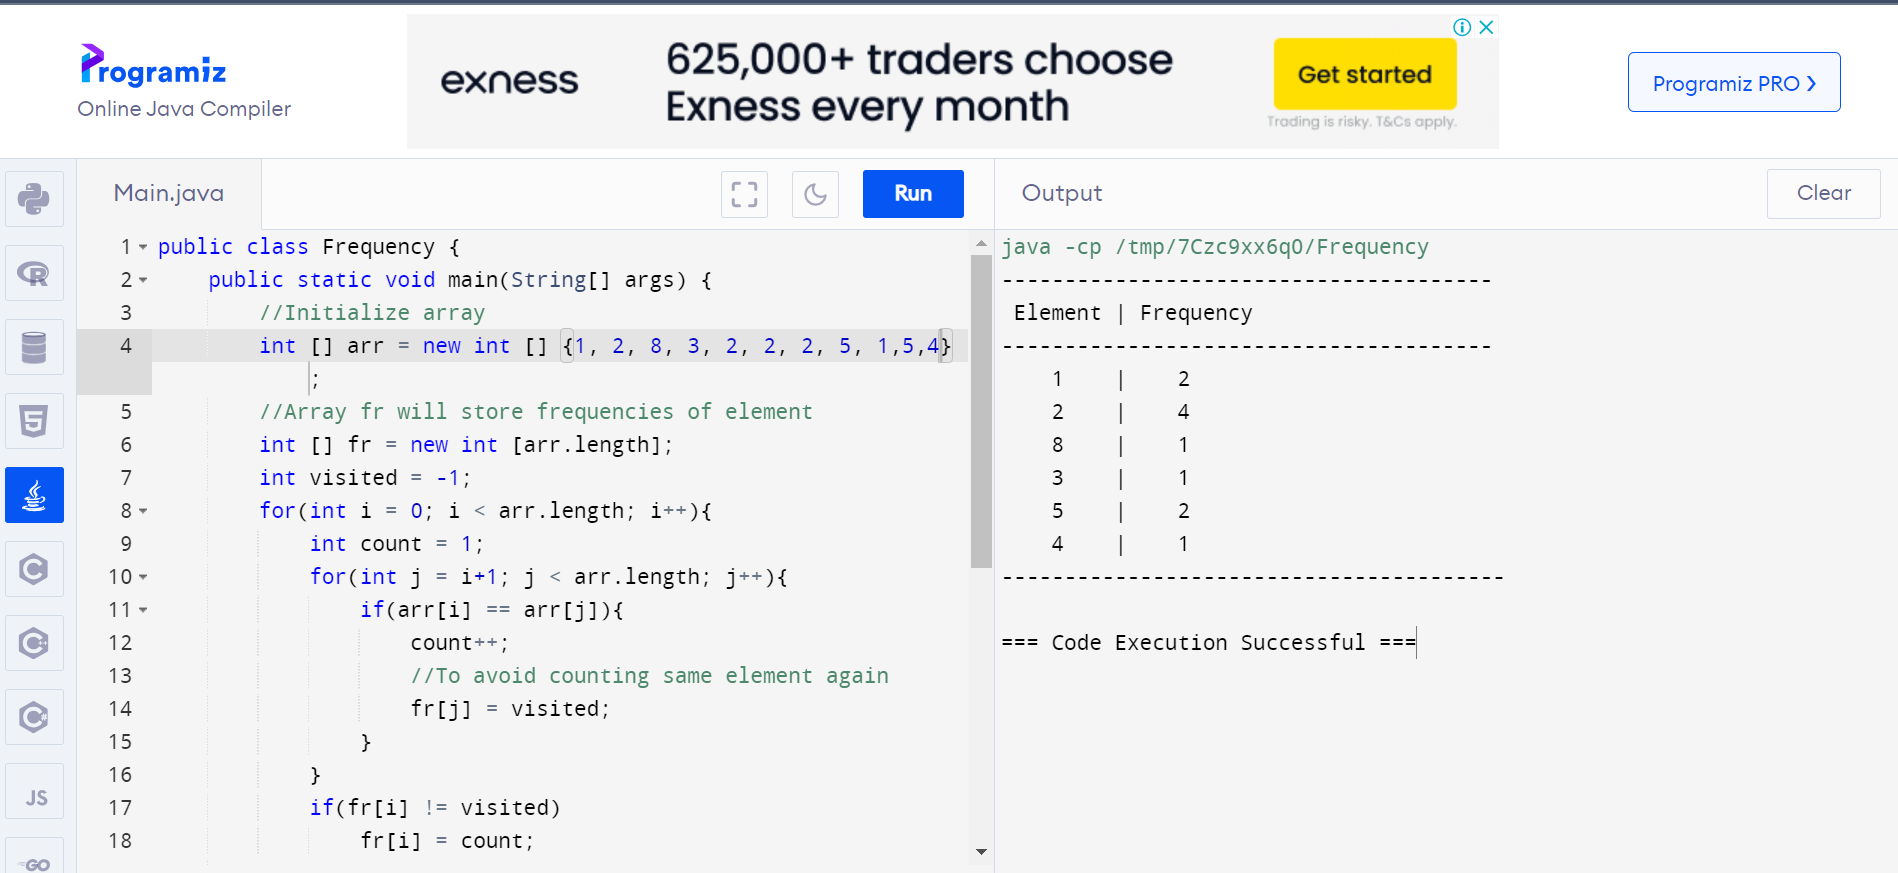 Programiz
Online Java Compiler
exness
625,000+ traders choose
Exness every month
Get started
Trading is risky. T&Cs apply.
Programiz PRO ❯
Main.java
Run
Output
Clear
1 public class Frequency {
2     public static void main(String[] args) {
3         //Initialize array
4         int [] arr = new int [] {1, 2, 8, 3, 2, 2, 2, 5, 1,5,4}
            ;
5         //Array fr will store frequencies of element
6         int [] fr = new int [arr.length];
7         int visited = -1;
8         for(int i = 0; i < arr.length; i++){
9             int count = 1;
10             for(int j = i+1; j < arr.length; j++){
11                 if(arr[i] == arr[j]){
12                     count++;
13                     //To avoid counting same element again
14                     fr[j] = visited;
15                 }
16             }
17             if(fr[i] != visited)
18                 fr[i] = count;
java -cp /tmp/7Czc9xx6qO/Frequency
---------------------------------------
 Element | Frequency
---------------------------------------
    1    |    2
    2    |    4
    8    |    1
    3    |    1
    5    |    2
    4    |    1
----------------------------------------
=== Code Execution Successful ===
R
5
C
C++
C#
JS
GO